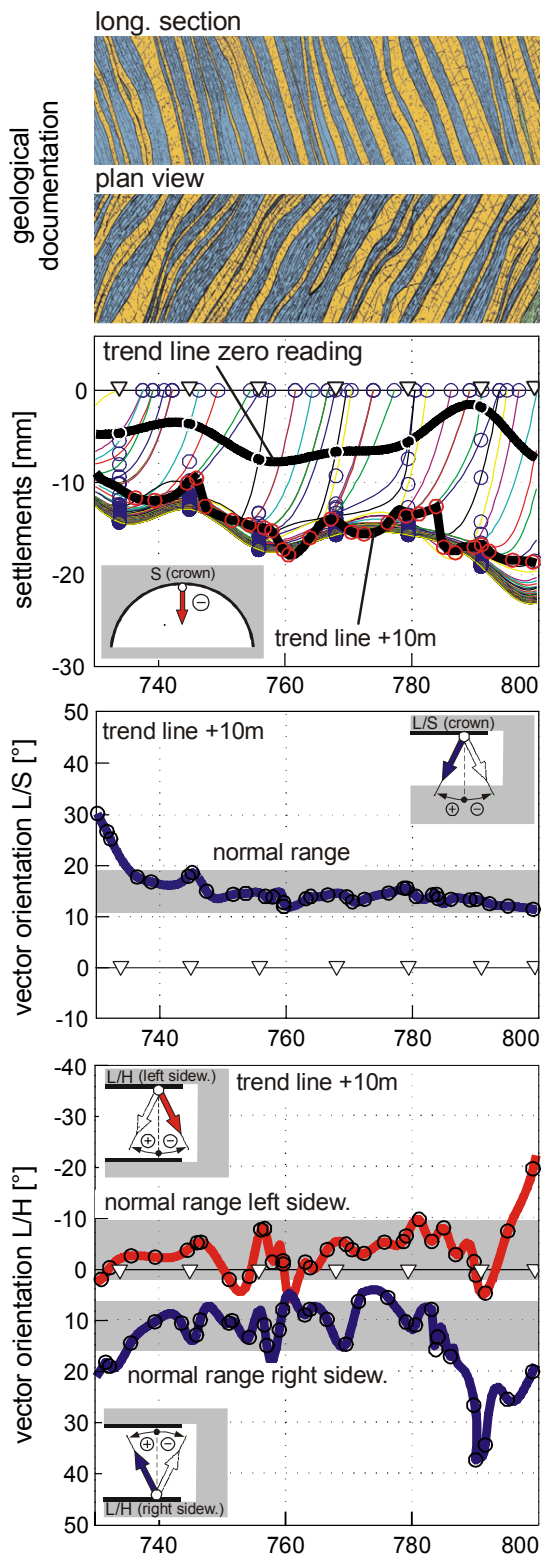 long. section
geological
documentation
plan view
settlements [mm]
0
-10
-20
-30
trend line zero reading
S (crown)
-
trend line +10m
740
760
780
800
vector orientation L/S [°]
50
40
30
20
10
0
-10
trend line +10m
L/S (crown)
+ -
normal range
740
760
780
800
vector orientation L/H [°]
-40
-30
-20
-10
0
10
20
30
40
50
L/H (left sidew.)
+ -
trend line +10m
normal range left sidew.
normal range right sidew.
+ -
L/H (right sidew.)
740
760
780
800